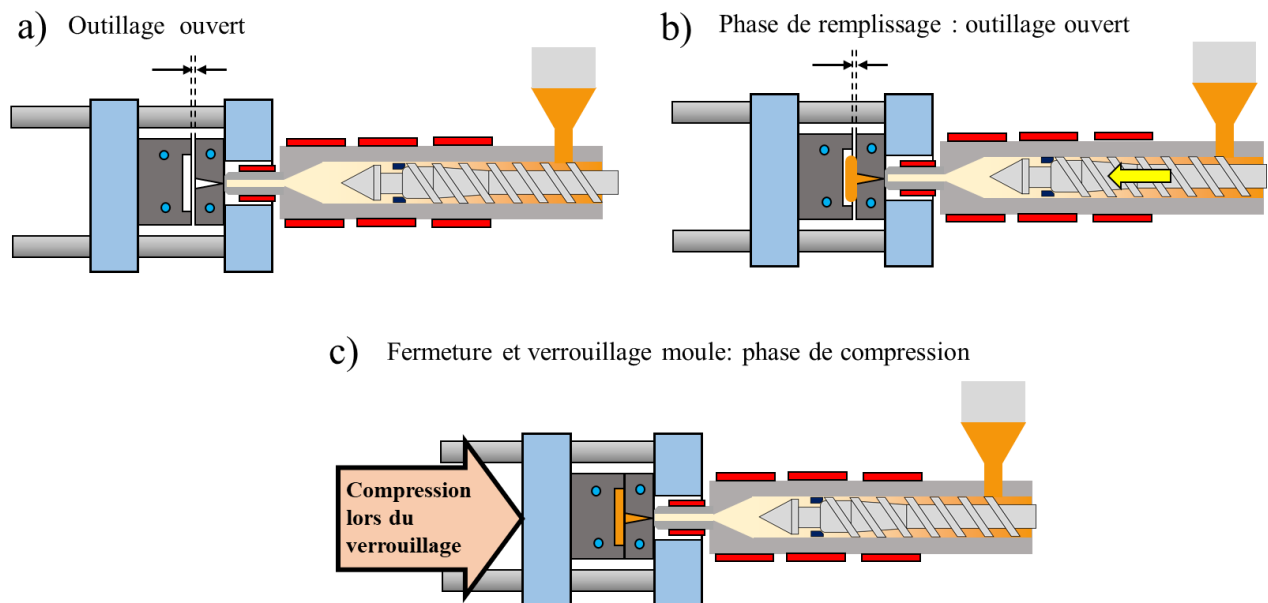 a) Outillage ouvert
b) Phase de remplissage : outillage ouvert
c) Fermeture et verrouillage moule: phase de compression
Compression
lors du
verrouillage